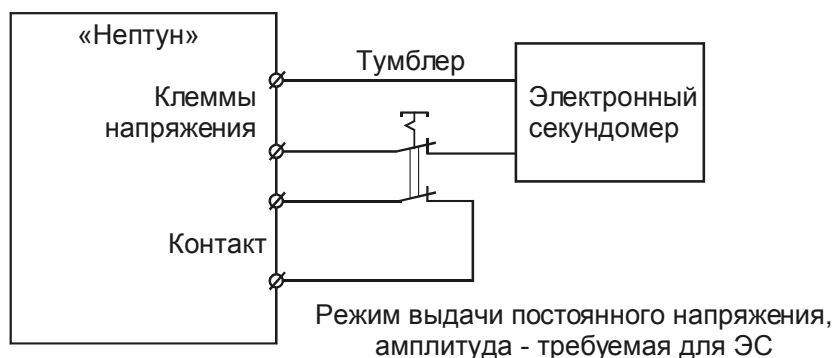 «Нептун»
Тумблер
Клеммы
напряжения
Электронный
секундомер
Контакт
Режим выдачи постоянного напряжения,
амплитуда - требуемая для ЭС